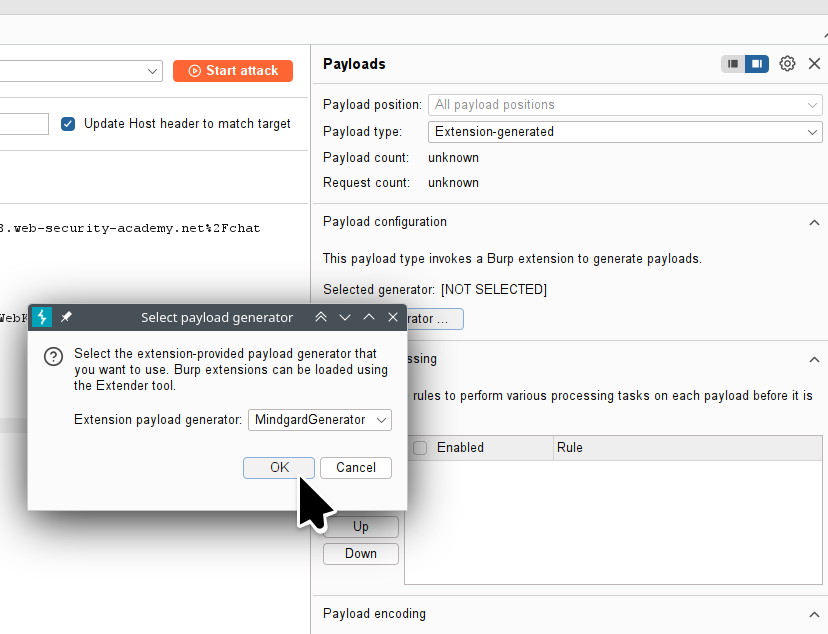 Payloads
Start attack
Payload position: All payload positions
Update Host header to match target
Payload type: Extension-generated
Payload count: unknown
Request count: unknown
Payload configuration
.web-security-academy.net%2Fchat
This payload type invokes a Burp extension to generate payloads.
Selected generator: [NOT SELECTED]
Select payload generator
Select the extension-provided payload generator that
you want to use. Burp extensions can be loaded using
the Extender tool.
Extension payload generator: MindgardGenerator
OK
Cancel
rules to perform various processing tasks on each payload before it is
Enabled
Rule
Up
Down
Payload encoding